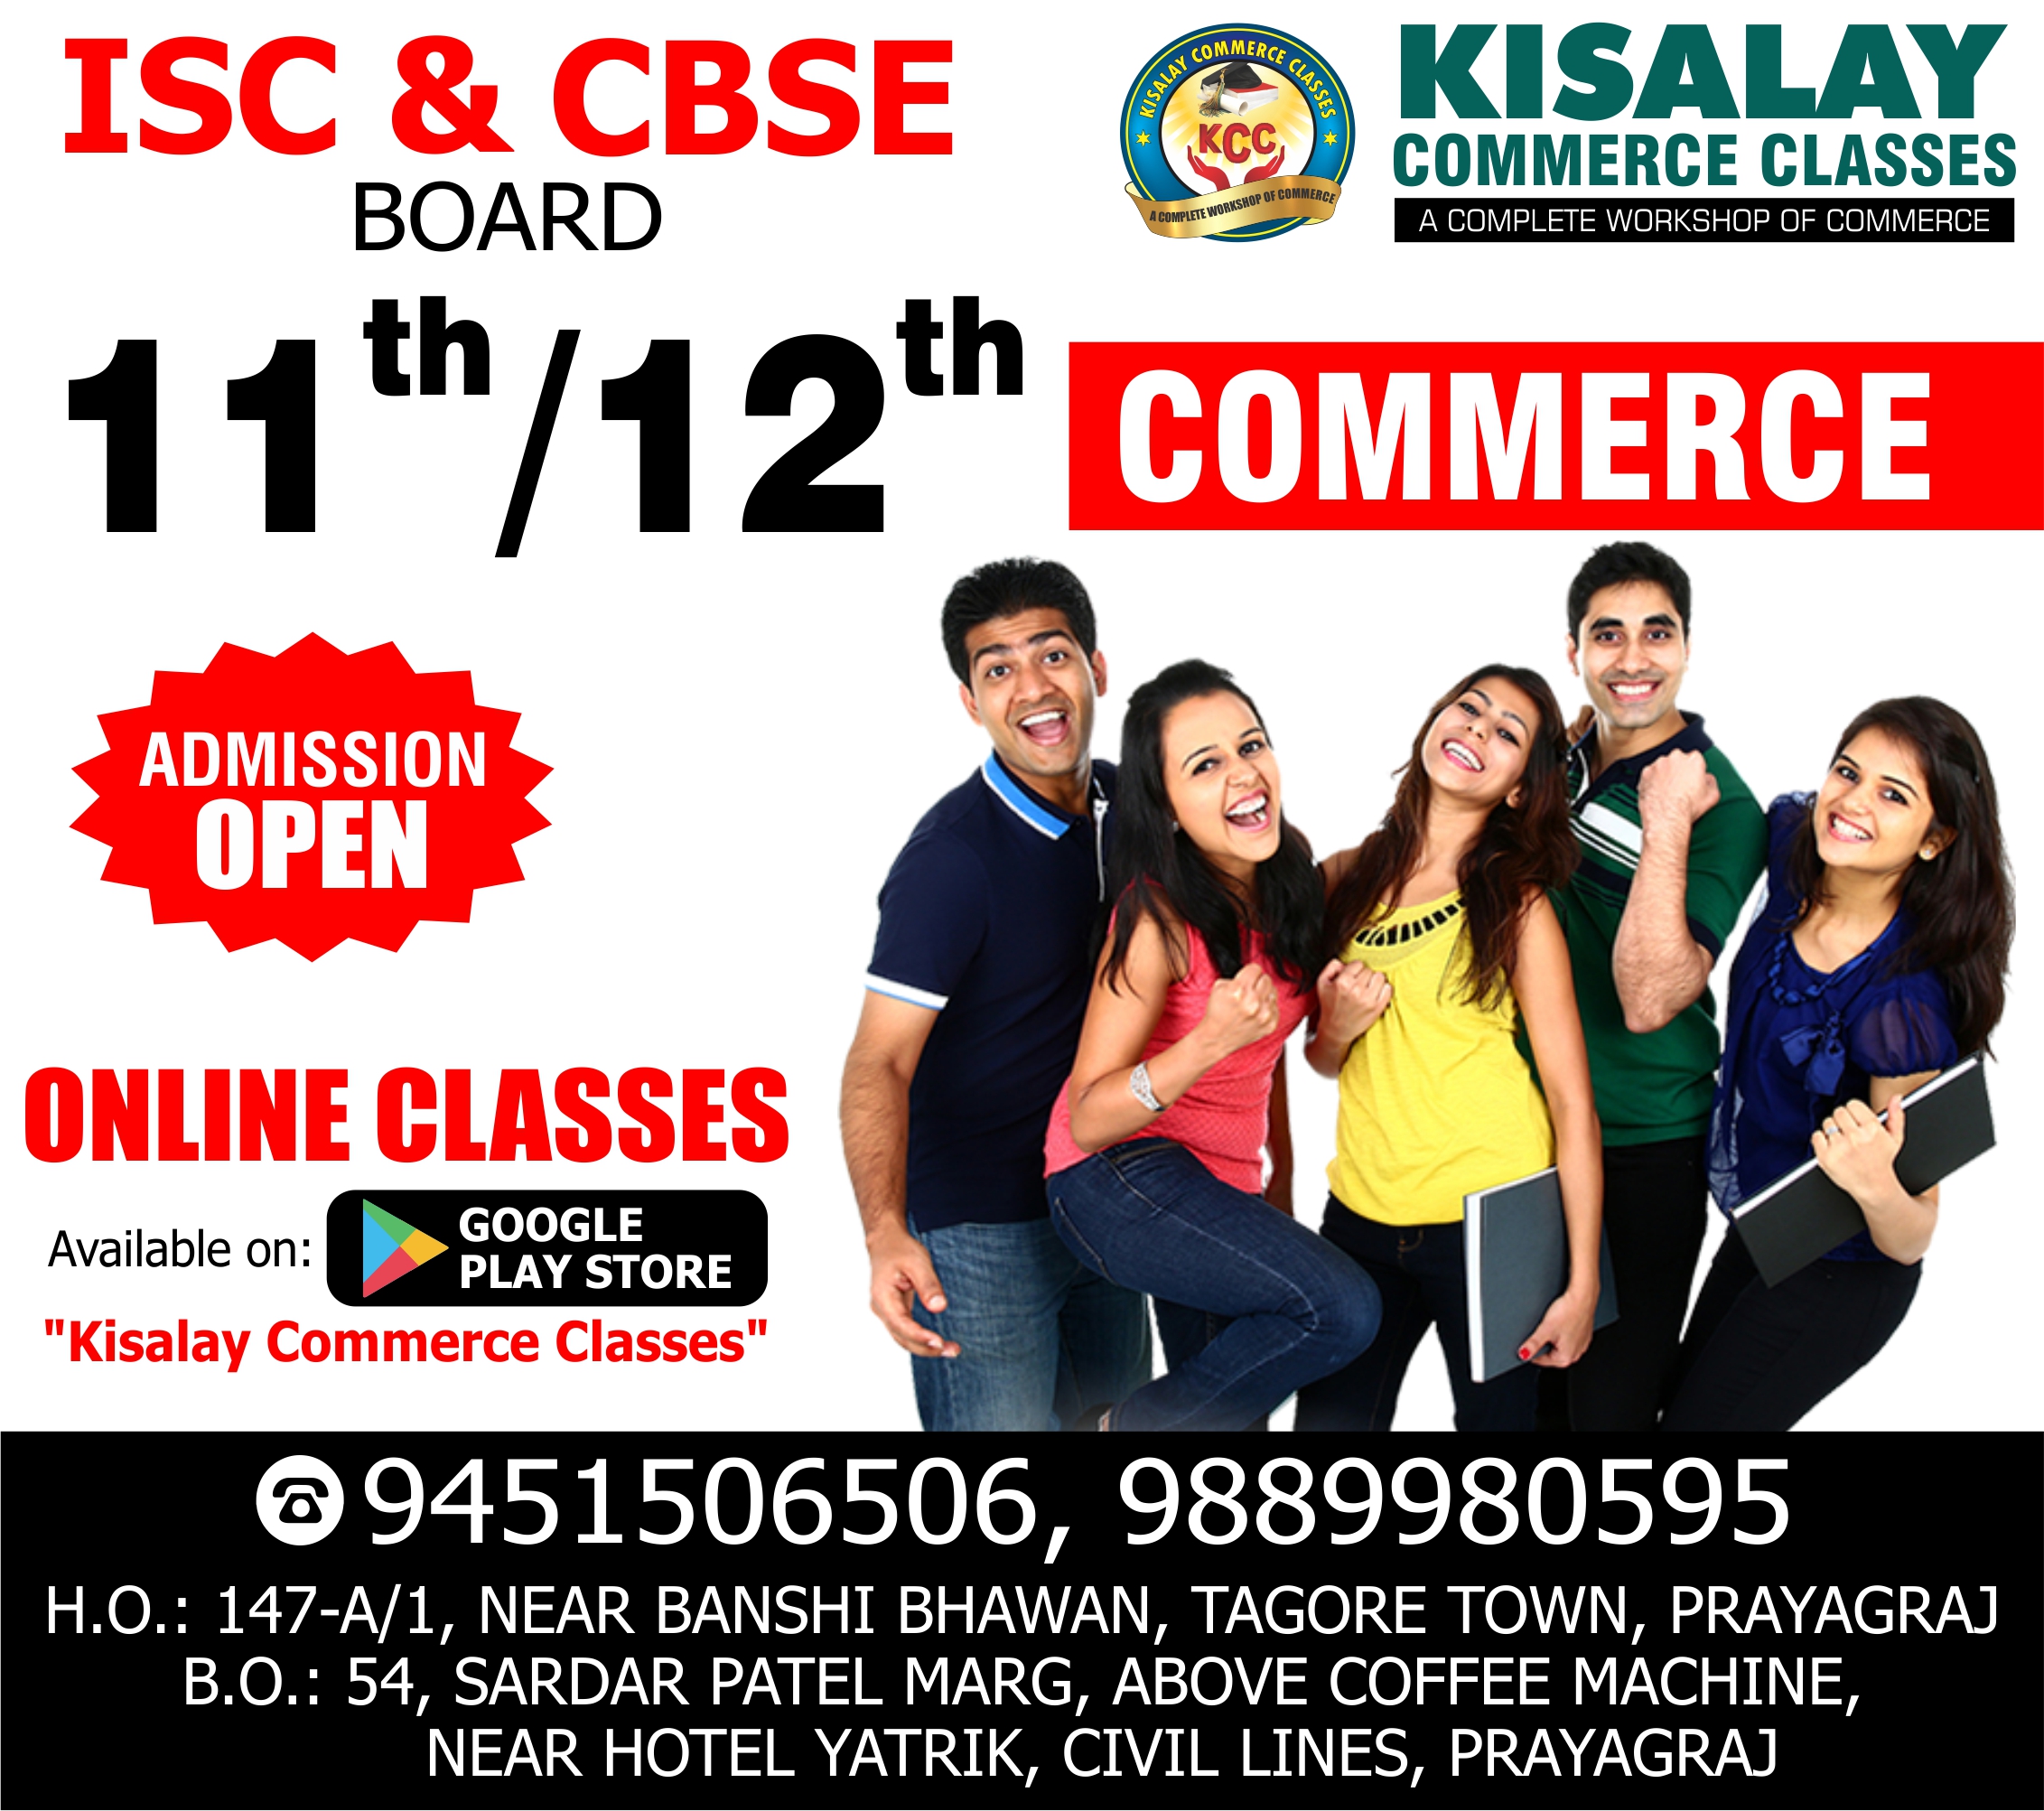 ISC & CBSE
BOARD
KISALAY COMMERCE CLASSES
KCC
A COMPLETE WORKSHOP OF COMMERCE
KISALAY
COMMERCE CLASSES
A COMPLETE WORKSHOP OF COMMERCE
11th/12th COMMERCE
ADMISSION
OPEN
ONLINE CLASSES
Available on: GOOGLE
PLAY STORE
"Kisalay Commerce Classes"
9451506506, 9889980595
H.O.: 147-A/1, NEAR BANSHI BHAWAN, TAGORE TOWN, PRAYAGRAJ
B.O.: 54, SARDAR PATEL MARG, ABOVE COFFEE MACHINE,
NEAR HOTEL YATRIK, CIVIL LINES, PRAYAGRAJ